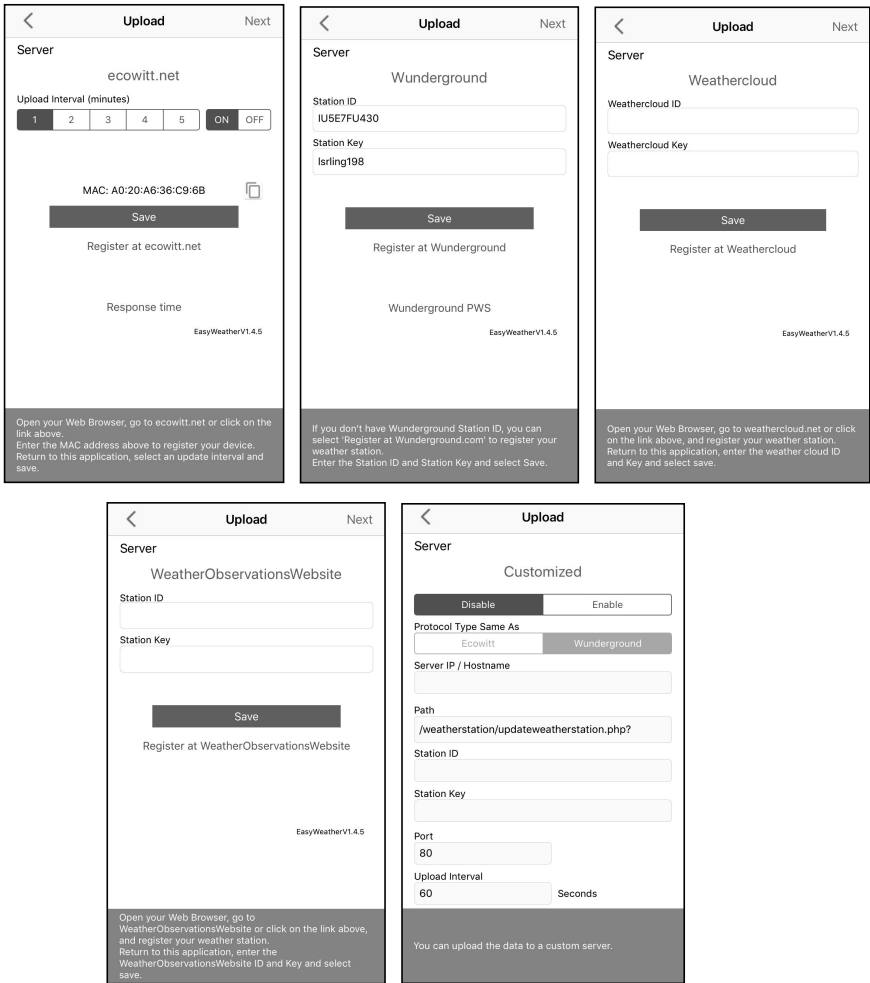 Upload Next
Server
ecowitt.net
Upload Interval (minutes)
1 2 3 4 5 ON OFF
MAC: A0:20:A6:36:C9:6B
Save
Register at ecowitt.net
Response time
EasyWeatherV1.4.5
Open your Web Browser, go to ecowitt.net or click on the
link above.
Enter the MAC address above to register your device.
Return to this application, select an update interval and
save.
Upload Next
Server
Wunderground
Station ID
IU5E7FU430
Station Key
lsrling198
Save
Register at Wunderground
Wunderground PWS
EasyWeatherV1.4.5
If you don't have Wunderground Station ID, you can
select 'Register at Wunderground.com' to register your
weather station.
Enter the Station ID and Station Key and select Save.
Upload Next
Server
Weathercloud
Weathercloud ID
Weathercloud Key
Save
Register at Weathercloud
EasyWeatherV1.4.5
Open your Web Browser, go to weathercloud.net or click
on the link above, and register your weather station.
Return to this application, enter the weather cloud ID
and Key and select save.
Upload Next
Server
WeatherObservationsWebsite
Station ID
Station Key
Save
Register at WeatherObservationsWebsite
EasyWeatherV1.4.5
Open your Web Browser, go to
WeatherObservationsWebsite or click on the link above,
and register your weather station.
Return to this application, enter the
WeatherObservationsWebsite ID and Key and select
save.
Upload
Server
Customized
Disable Enable
Protocol Type Same As
Ecowitt Wunderground
Server IP / Hostname
Path
/weatherstation/updateweatherstation.php?
Station ID
Station Key
Port
80
Upload Interval
60 Seconds
You can upload the data to a custom server.